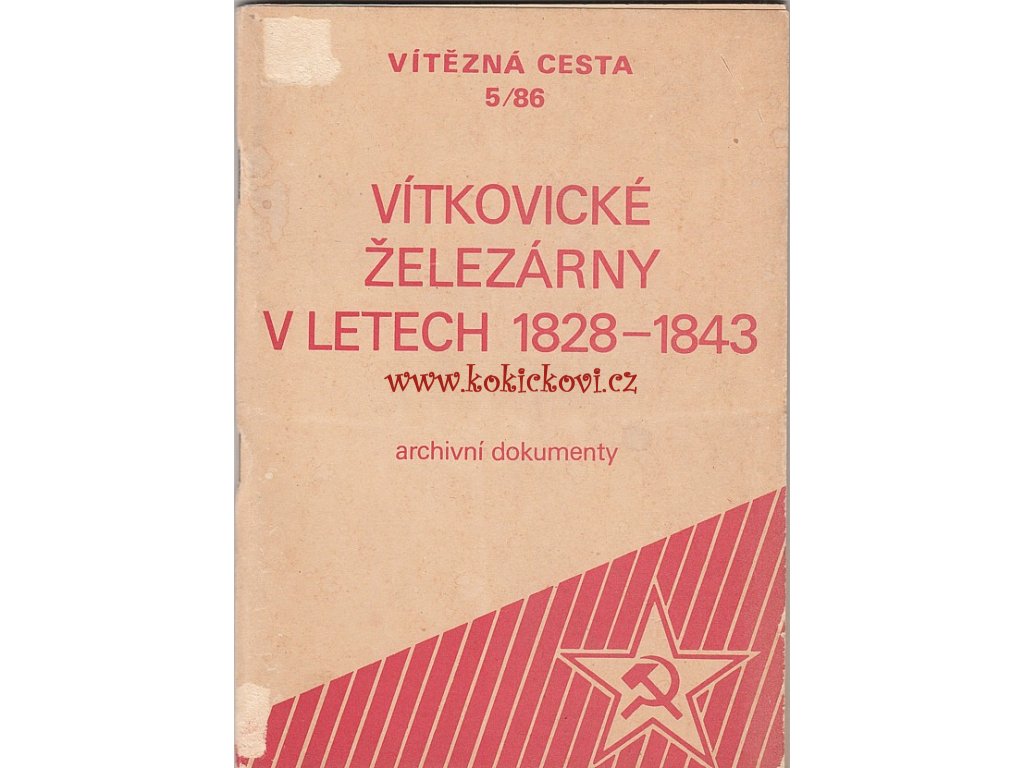 VÍTĚZNÁ CESTA
5/86
VÍTKOVICKÉ
ŽELEZÁRNY
V LETECH 1828–1843
www.kokickovi.cz
archivní dokumenty